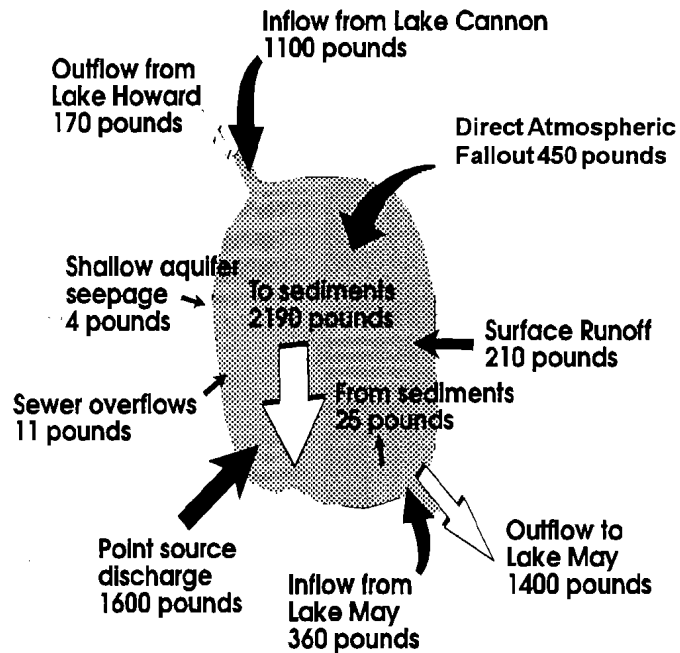 Inflow from Lake Cannon
1100 pounds
Outflow from
Lake Howard
170 pounds
Direct Atmospheric
Fallout 450 pounds
Shallow aquifer
seepage
4 pounds
To sediments
2190 pounds
Surface Runoff
210 pounds
Sewer overflows
11 pounds
From sediments
25 pounds
Point source
discharge
1600 pounds
Inflow from
Lake May
360 pounds
Outflow to
Lake May
1400 pounds